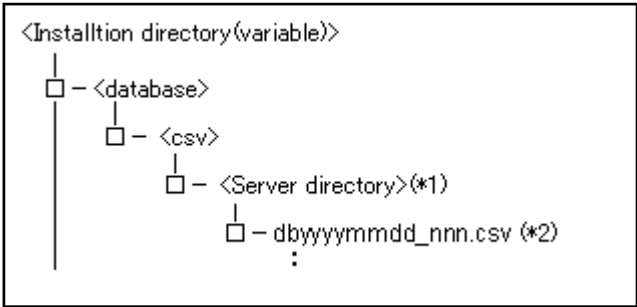 <Installtion directory(variable)>
<database>
<csv>
<Server directory>(*1)
dbyyyymmdd_nnn.csv (*2)
: